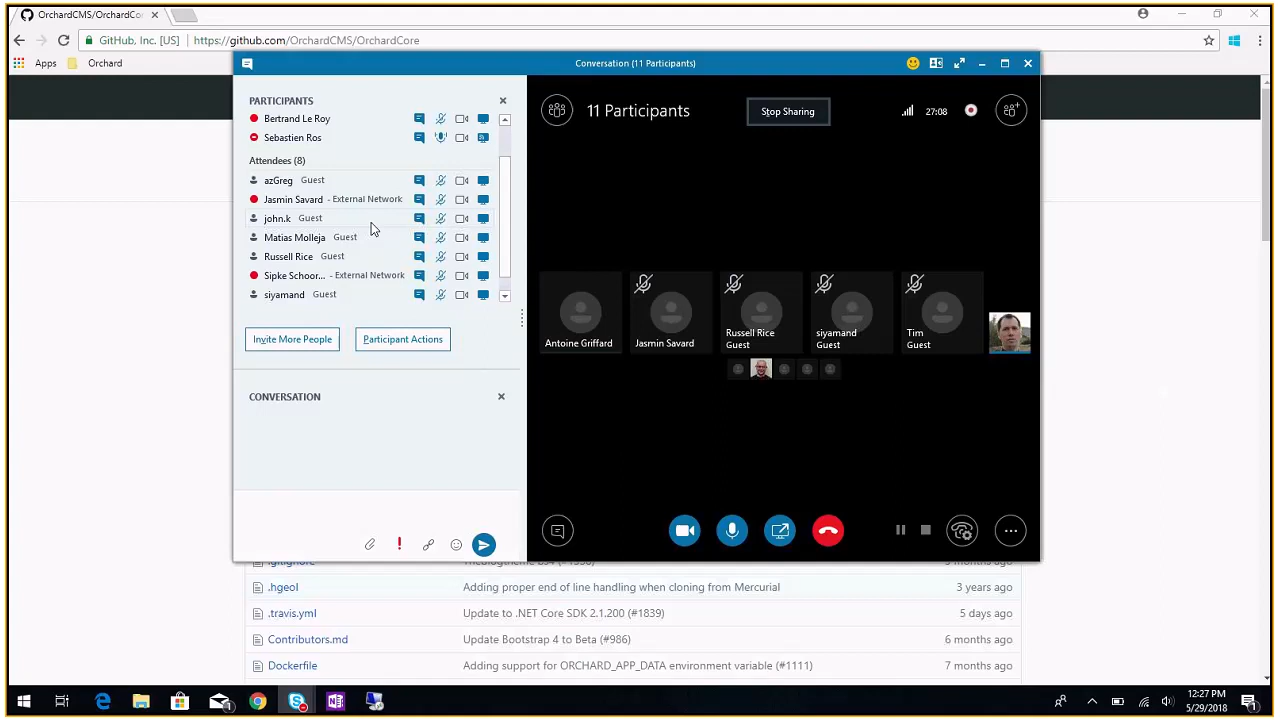 OrchardCMS/OrchardCor
GitHub, Inc. [US]
https://github.com/OrchardCMS/OrchardCore
Apps
Orchard
Conversation (11 Participants)
PARTICIPANTS
Bertrand Le Roy
Sebastien Ros
Attendees (8)
azGreg Guest
Jasmin Savard - External Network
john.k Guest
Matias Molleja Guest
Russell Rice Guest
Sipke Schoor... - External Network
siyamand Guest
Invite More People
Participant Actions
CONVERSATION
11 Participants
Stop Sharing
27:08
Antoine Griffard
Jasmin Savard
Russell Rice
Guest
siyamand
Guest
Tim
Guest
.hgeol Adding proper end of line handling when cloning from Mercurial 3 years ago
.travis.yml Update to .NET Core SDK 2.1.200 (#1839) 5 days ago
Contributors.md Update Bootstrap 4 to Beta (#986) 6 months ago
Dockerfile Adding support for ORCHARD_APP_DATA environment variable (#1111) 7 months ago
12:27 PM
5/29/2018